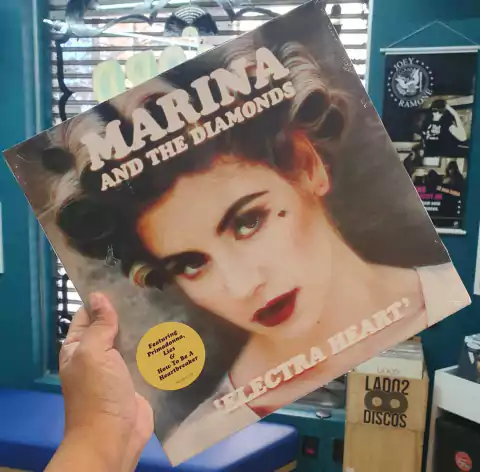 MARINA
AND THE DIAMONDS
Featuring
Primadonna,
Lies
&
How To Be A
Heartbreaker
'ELECTRA HEART'
JOEY
RAMONE
LADO2
DISCOS